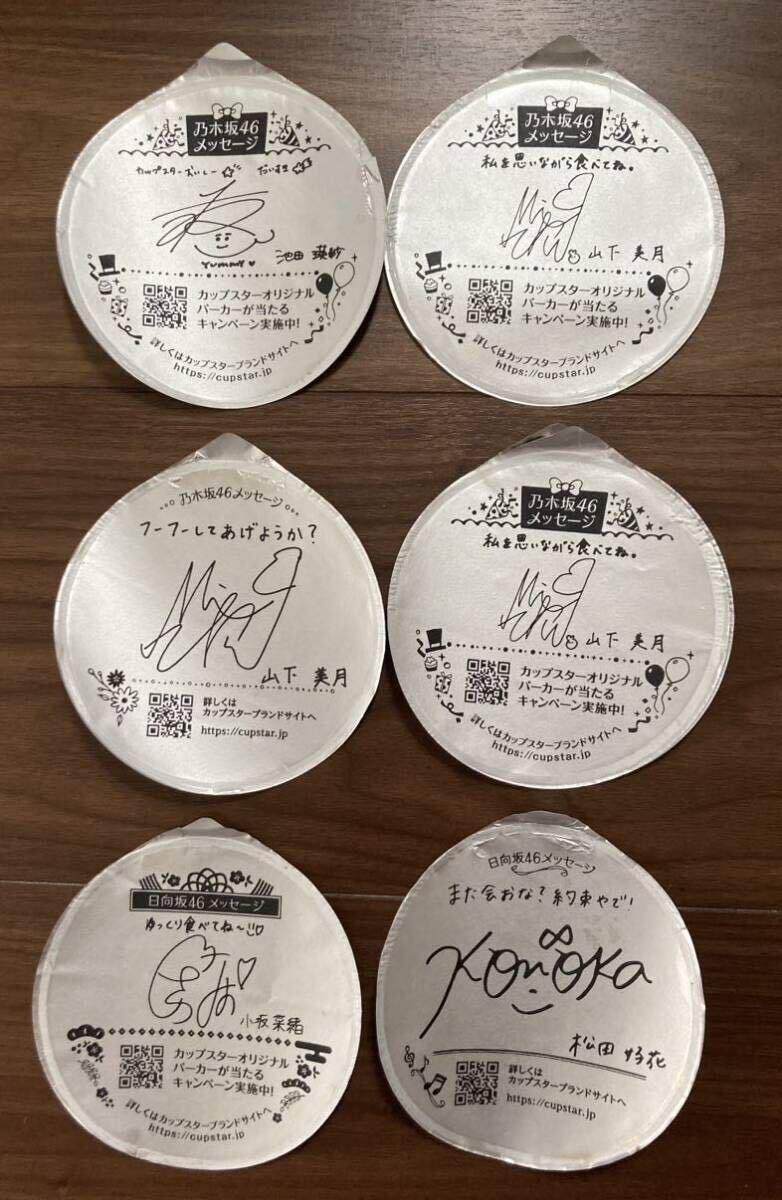 乃木坂46
メッセージ
カップスターおいしー だいすき
Yummy
池田 瑛紗
カップスターオリジナル
パーカーが当たる
キャンペーン実施中!
詳しくはカップスターブランドサイトへ
https://cupstar.jp
乃木坂46
メッセージ
私を思いながら食べてね。
山下 美月
カップスターオリジナル
パーカーが当たる
キャンペーン実施中!
詳しくはカップスターブランドサイトへ
https://cupstar.jp
乃木坂46メッセージ
フーフーしてあげようか?
山下 美月
詳しくは
カップスターブランドサイトへ
https://cupstar.jp
乃木坂46
メッセージ
私を思いながら食べてね。
山下 美月
カップスターオリジナル
パーカーが当たる
キャンペーン実施中!
詳しくはカップスターブランドサイトへ
https://cupstar.jp
日向坂46 メッセージ
ゆっくり食べてね〜
小坂菜緒
カップスターオリジナル
パーカーが当たる
キャンペーン実施中!
詳しくはカップスターブランドサイトへ
https://cupstar.jp
日向坂46メッセージ
また会おな?約束やで!
Konoka
松田 好花
詳しくは
カップスターブランドサイトへ
https://cupstar.jp